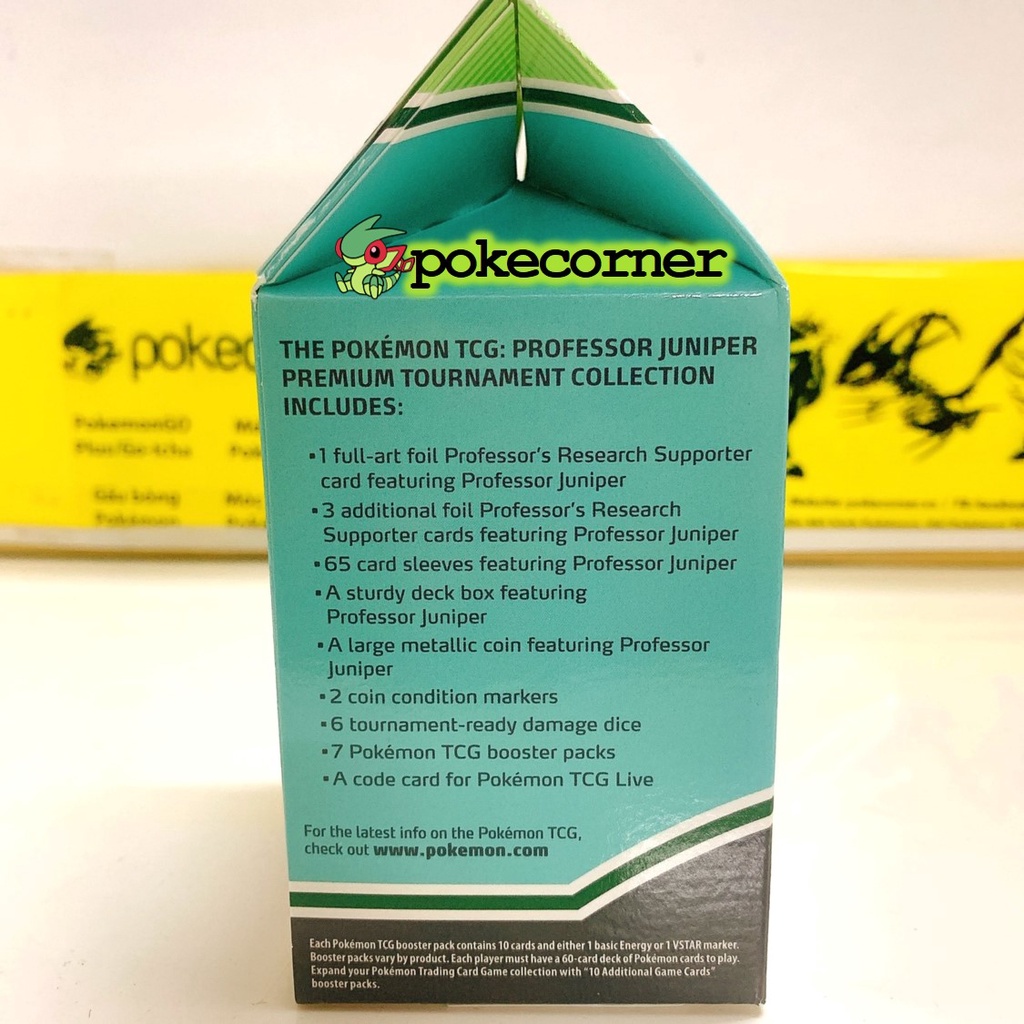 pokecorner
THE POKÉMON TCG: PROFESSOR JUNIPER
PREMIUM TOURNAMENT COLLECTION
INCLUDES:
▪1 full-art foil Professor's Research Supporter
card featuring Professor Juniper
▪3 additional foil Professor's Research
Supporter cards featuring Professor Juniper
▪65 card sleeves featuring Professor Juniper
▪A sturdy deck box featuring
Professor Juniper
▪A large metallic coin featuring Professor
Juniper
▪2 coin condition markers
▪6 tournament-ready damage dice
▪7 Pokémon TCG booster packs
▪A code card for Pokémon TCG Live
For the latest info on the Pokémon TCG,
check out www.pokemon.com
Each Pokémon TCG booster pack contains 10 cards and either 1 basic Energy or 1 VSTAR marker.
Booster packs vary by product. Each player must have a 60-card deck of Pokémon cards to play.
Expand your Pokémon Trading Card Game collection with "10 Additional Game Cards"
booster packs.
pokec
PokemonGO
Gấu bông
Pokémon